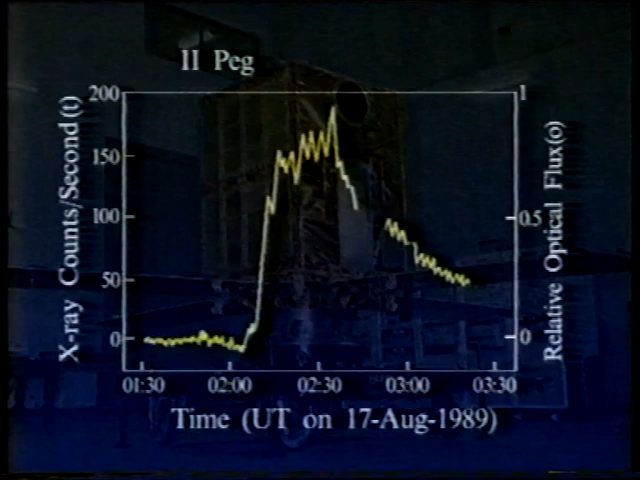 II Peg
X-ray Counts/Second(t)
200
150
100
50
0
1
0.5
0
Relative Optical Flux(o)
01:30 02:00 02:30 03:00 03:30
Time (UT on 17-Aug-1989)